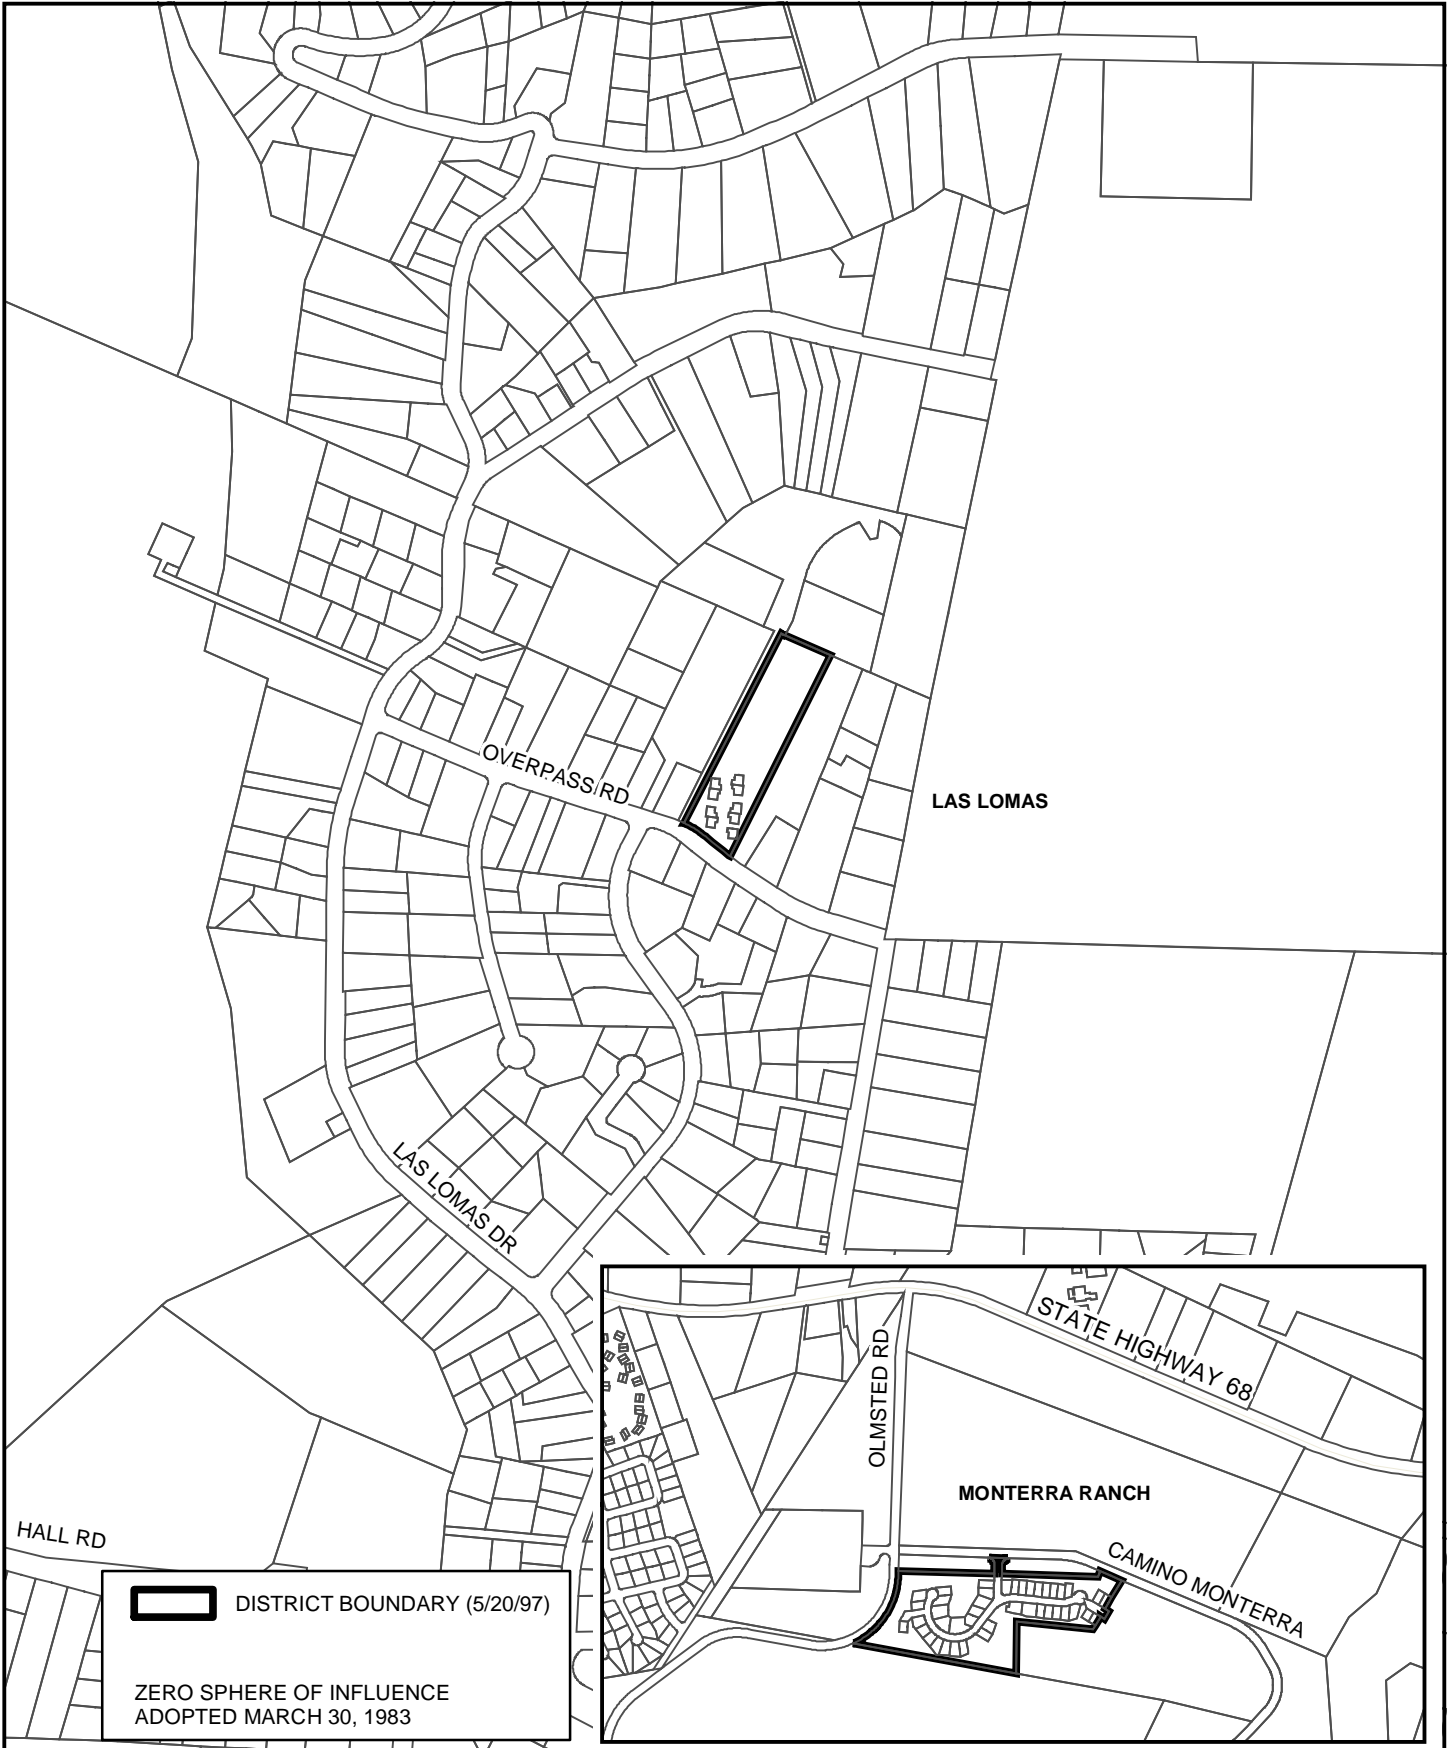 OVERPASS RD
LAS LOMAS
LAS LOMAS DR
STATE HIGHWAY 68
OLMSTED RD
MONTERRA RANCH
CAMINO MONTERRA
HALL RD
DISTRICT BOUNDARY (5/20/97)
ZERO SPHERE OF INFLUENCE
ADOPTED MARCH 30, 1983